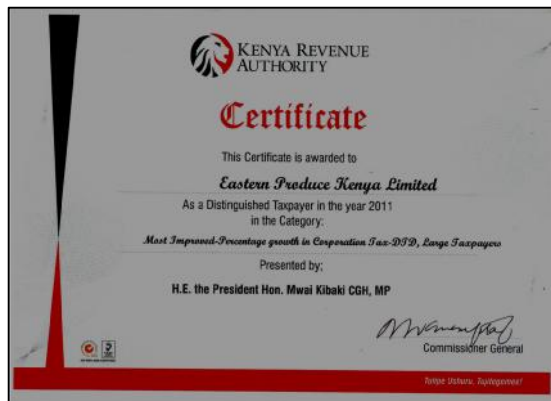 KENYA REVENUE
AUTHORITY
Certificate
This Certificate is awarded to
Eastern Produce Kenya Limited
As a Distinguished Taxpayer in the year 2011
in the Category:
Most Improved-Percentage growth in Corporation Tax-DTD, Large Taxpayers
Presented by;
H.E. the President Hon. Mwai Kibaki CGH, MP
Commissioner General
Tulipe Ushuru, Tujitegemee!